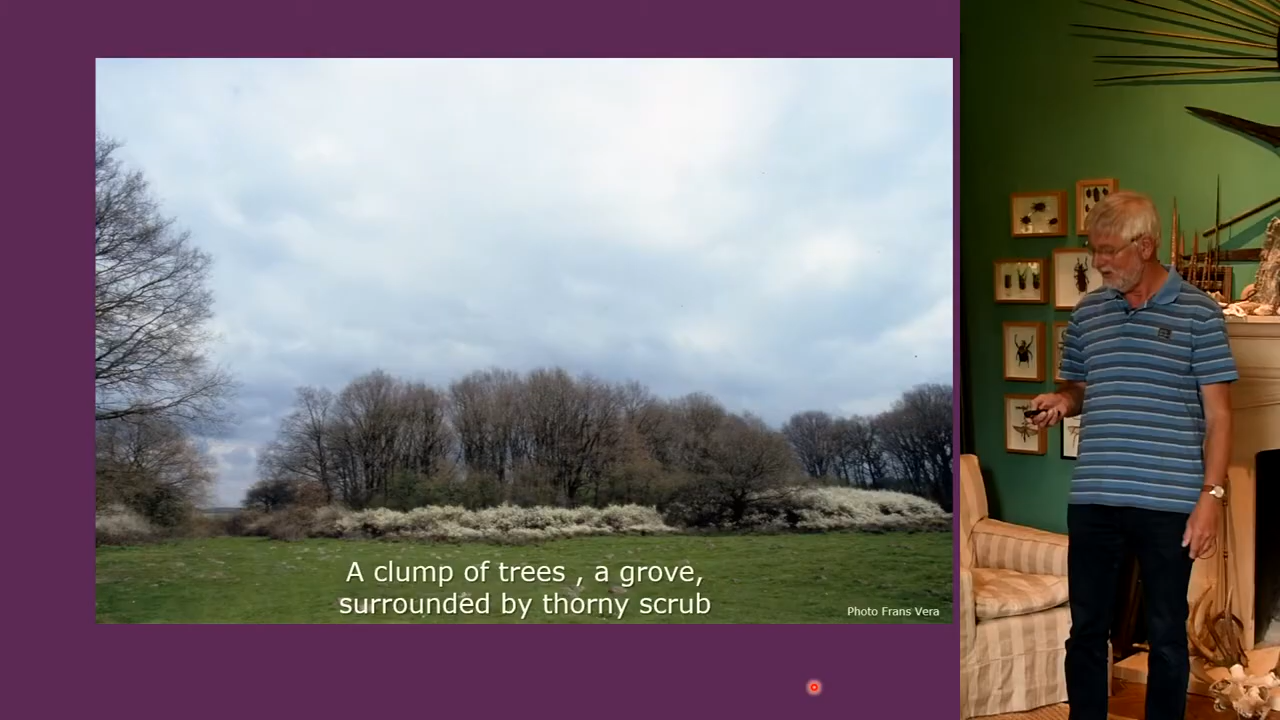 A clump of trees , a grove,
surrounded by thorny scrub
Photo Frans Vera